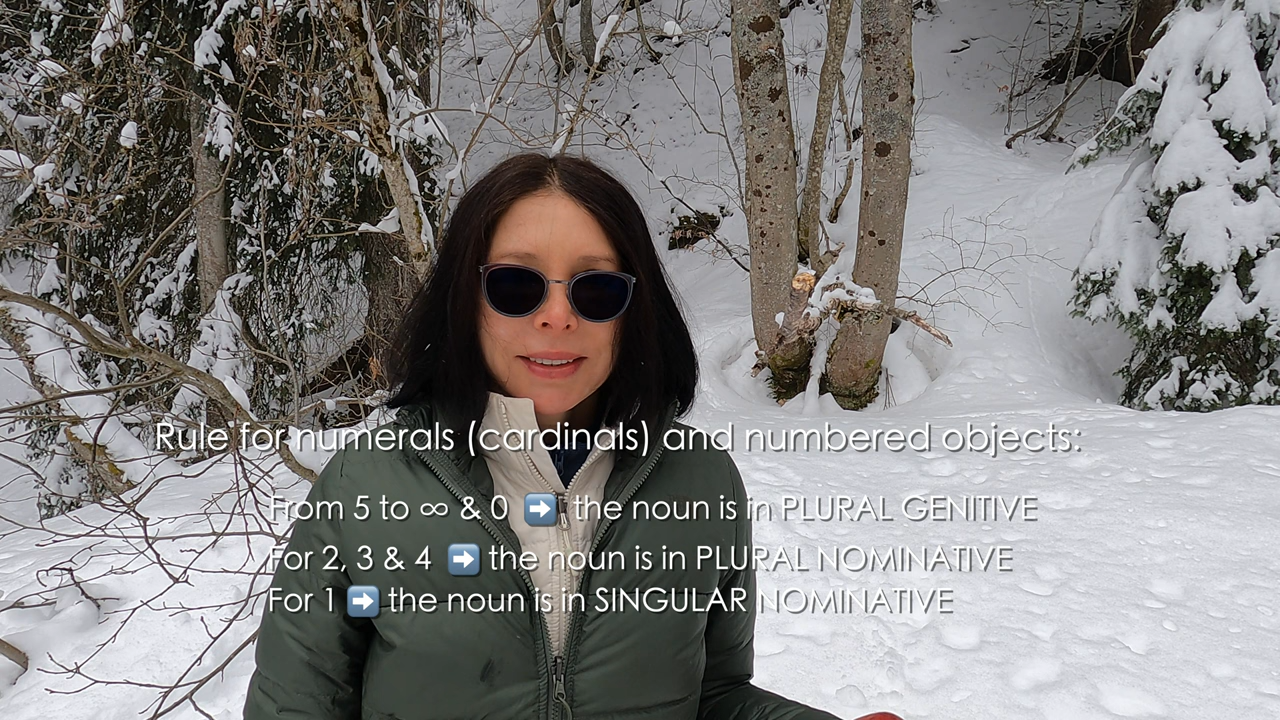 Rule for numerals (cardinals) and numbered objects:
From 5 to ∞ & 0 ➡️ the noun is in PLURAL GENITIVE
For 2, 3 & 4 ➡️ the noun is in PLURAL NOMINATIVE
For 1 ➡️ the noun is in SINGULAR NOMINATIVE